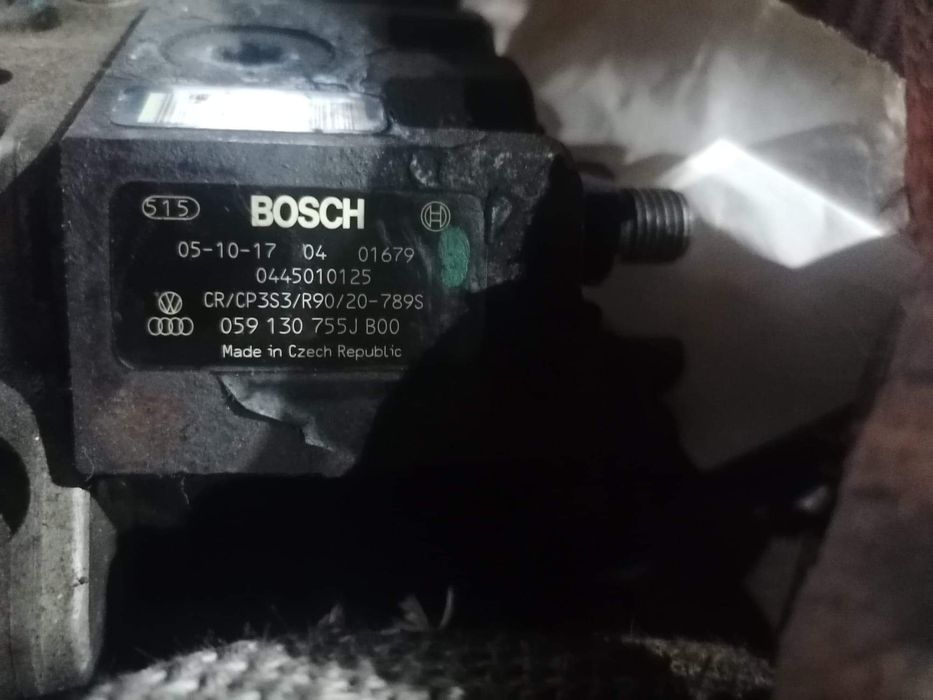 515 BOSCH
05-10-17 04 01679
0445010125
CR/CP3S3/R90/20-789S
059 130 755J B00
Made in Czech Republic